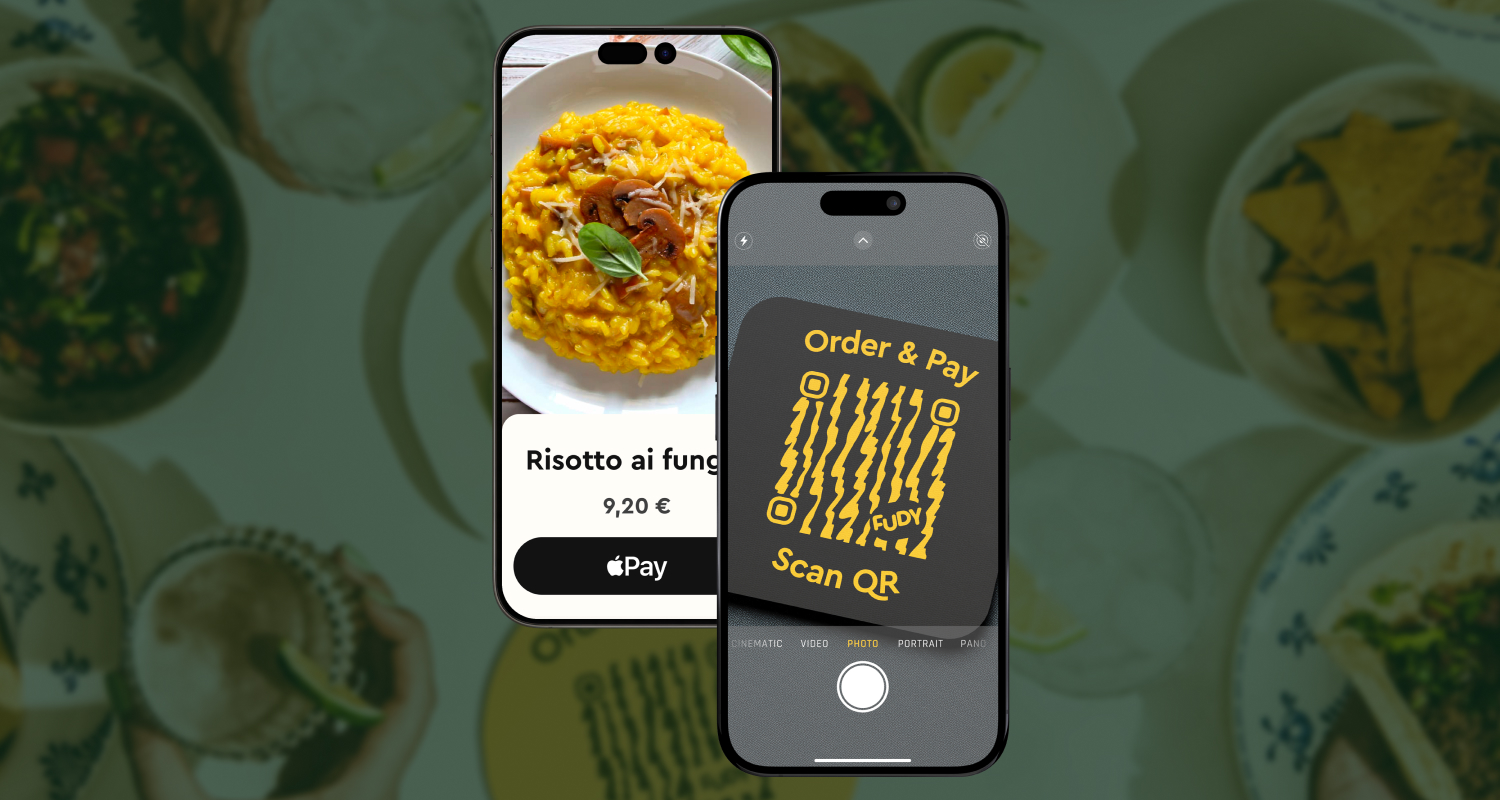 Risotto ai fung
9,20 €
Pay
Order & Pay
FUDY
Scan QR
CINEMATIC VIDEO PHOTO PORTRAIT PANO